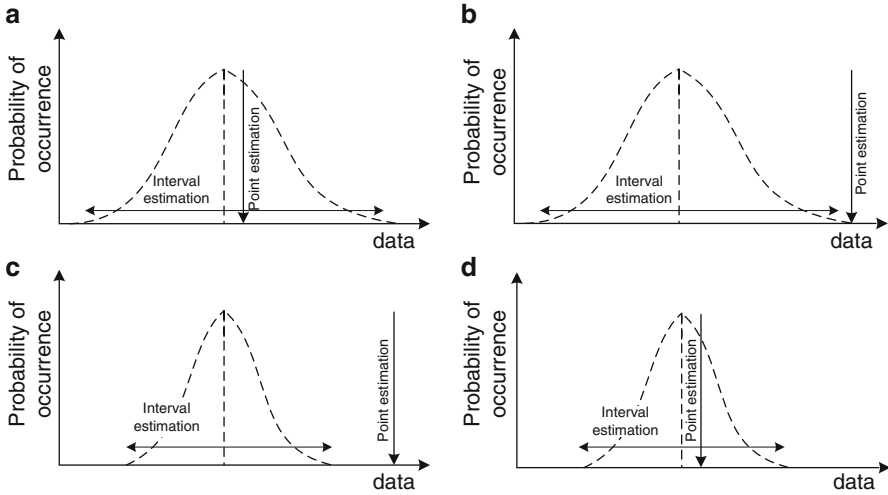 a
Probability of
occurrence
Interval
estimation
Point estimation
data
b
Probability of
occurrence
Interval
estimation
Point estimation
data
c
Probability of
occurrence
Interval
estimation
Point estimation
data
d
Probability of
occurrence
Interval
estimation
Point estimation
data